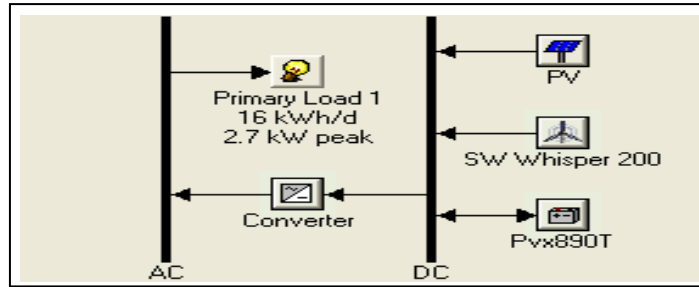 Primary Load 1
16 kWh/d
2.7 kW peak
Converter
AC
PV
SW Whisper 200
Pvx890T
DC